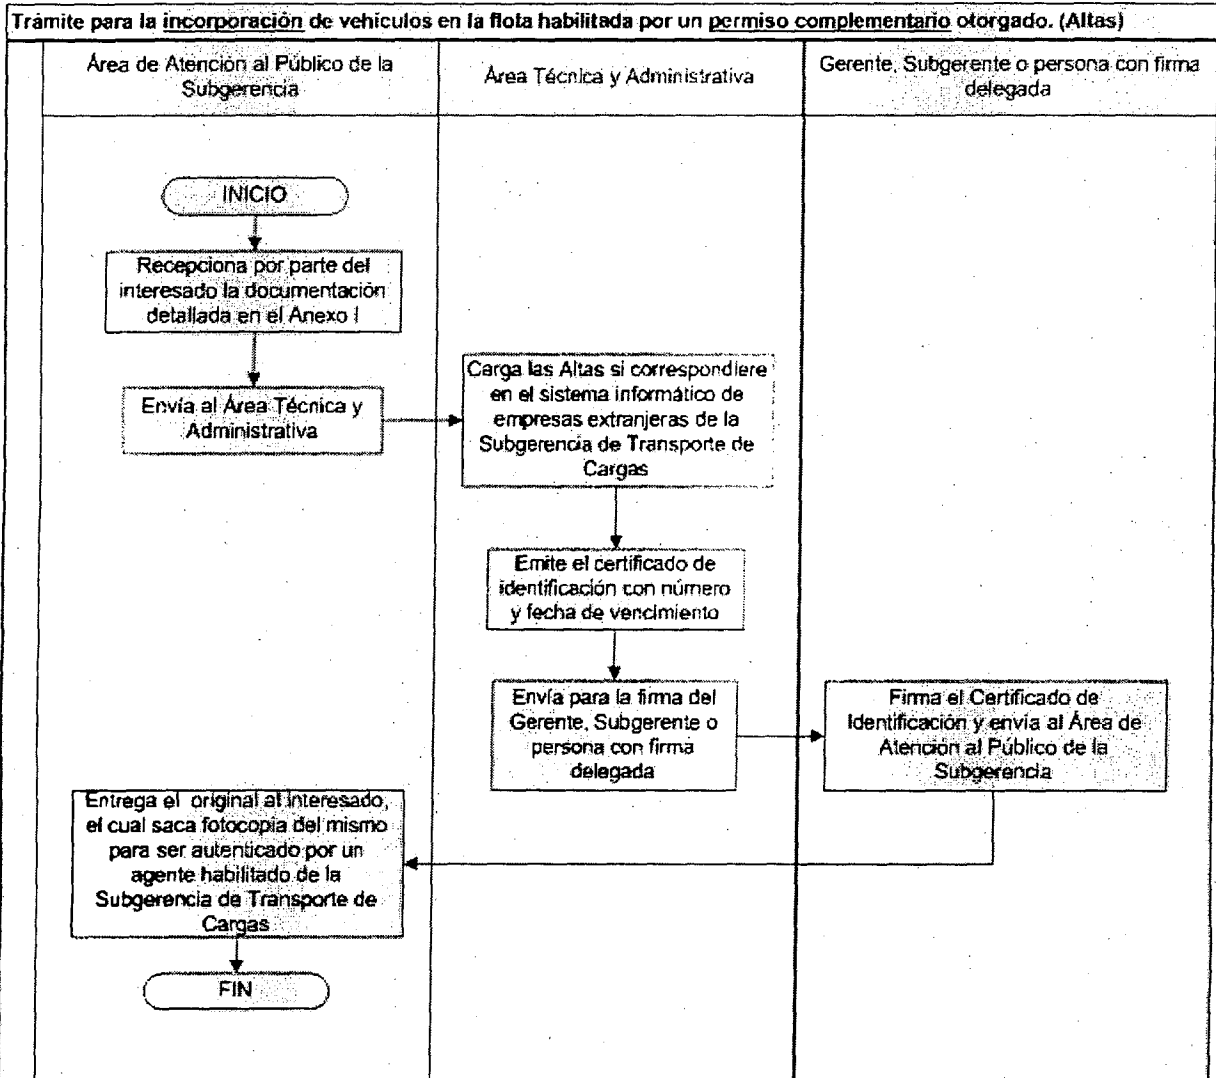 Trámite para la incorporación de vehículos en la flota habilitada por un permiso complementario otorgado. (Altas)
Área de Atención al Público de la
Subgerencia
Área Técnica y Administrativa
Gerente, Subgerente o persona con firma
delegada
INICIO
Recepciona por parte del
interesado la documentación
detallada en el Anexo I
Envía al Área Técnica y
Administrativa
Carga las Altas si correspondiere
en el sistema informático de
empresas extranjeras de la
Subgerencia de Transporte de
Cargas
Emite el certificado de
identificación con número
y fecha de vencimiento
Envía para la firma del
Gerente, Subgerente o
persona con firma
delegada
Firma el Certificado de
Identificación y envía al Área de
Atención al Público de la
Subgerencia
Entrega el original al interesado,
el cual saca fotocopia del mismo
para ser autenticado por un
agente habilitado de la
Subgerencia de Transporte de
Cargas
FIN